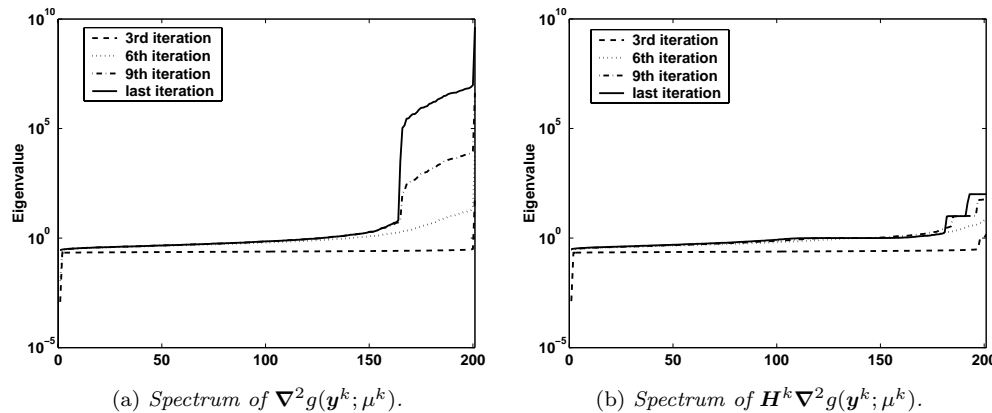 10^10
10^5
10^0
10^-5
Eigenvalue
3rd iteration
6th iteration
9th iteration
last iteration
0 50 100 150 200
(a) Spectrum of ∇²g(y^k; μ^k).
10^10
10^5
10^0
10^-5
Eigenvalue
3rd iteration
6th iteration
9th iteration
last iteration
0 50 100 150 200
(b) Spectrum of H^k∇²g(y^k; μ^k).